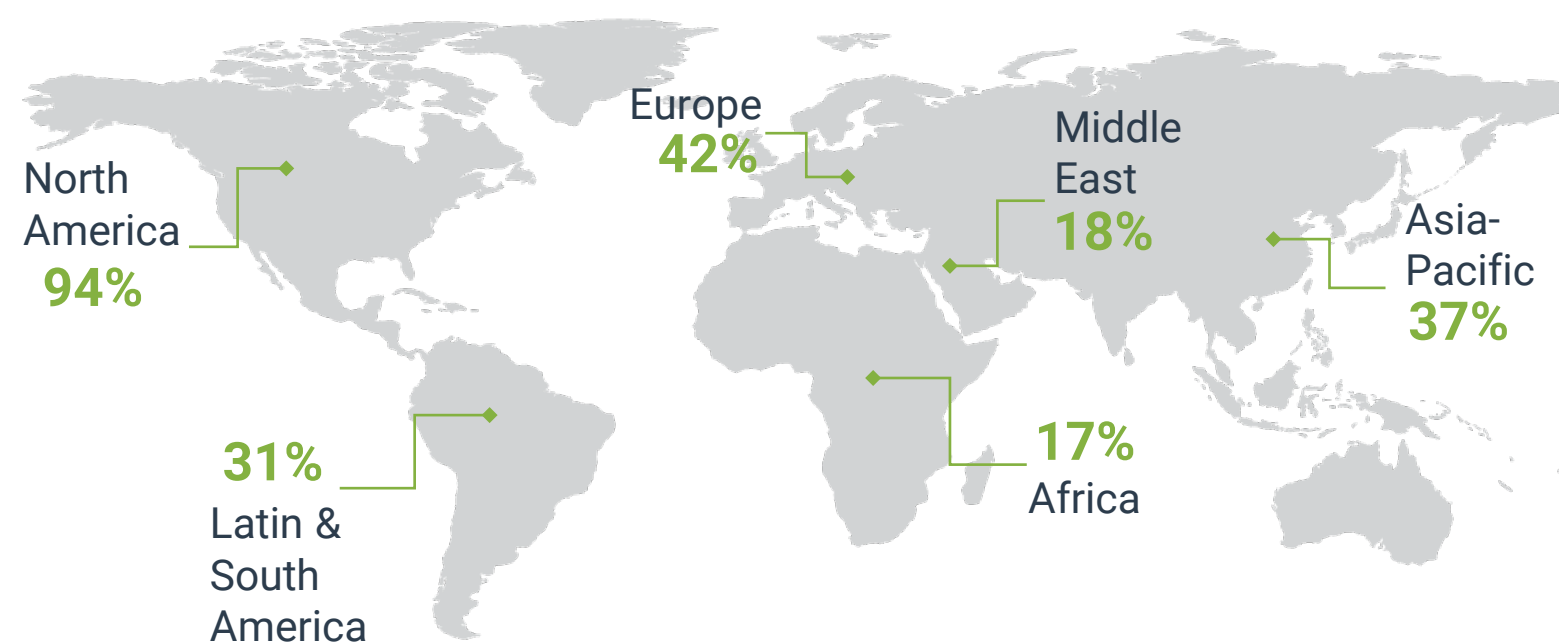 North
America
94%
Europe
42%
Middle
East
18%
Asia-
Pacific
37%
31%
Latin &
South
America
17%
Africa